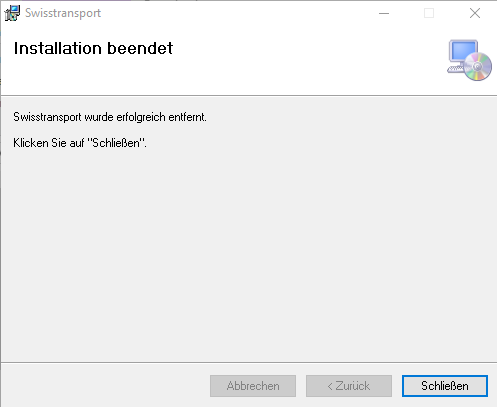 Swisstransport
Installation beendet
Swisstransport wurde erfolgreich entfernt.
Klicken Sie auf "Schließen".
Abbrechen
< Zurück
Schließen